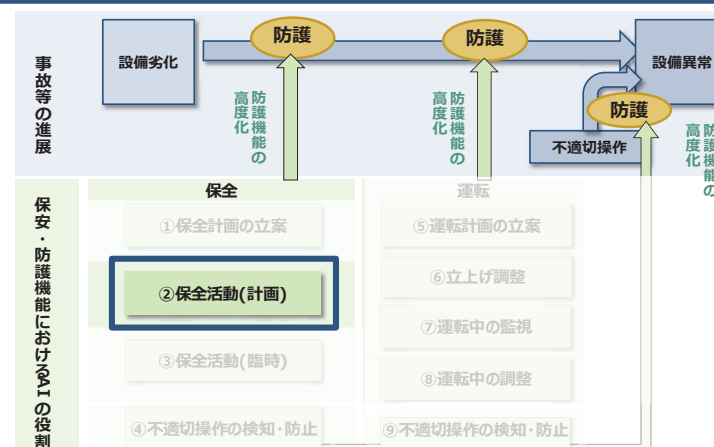 事故等の進展
設備劣化
防護
防護
設備異常
防護機能の
高度化
防護機能の
高度化
防護
不適切操作
防護機能の
高度化
保安・防護機能におけるAIの役割
保全
運転
①保全計画の立案
⑤運転計画の立案
②保全活動(計画)
⑥立上げ調整
⑦運転中の監視
③保全活動(臨時)
⑧運転中の調整
④不適切操作の検知・防止
⑨不適切操作の検知・防止